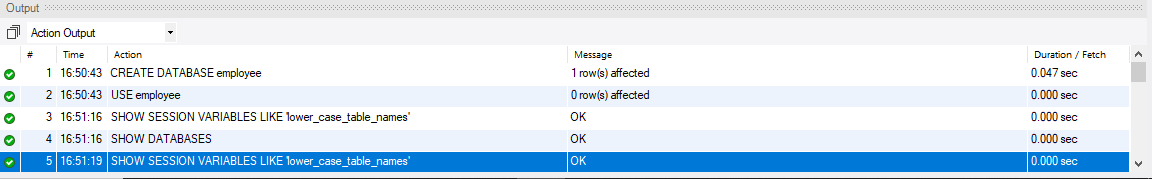 Output
Action Output
# Time Action Message Duration / Fetch
1 16:50:43 CREATE DATABASE employee 1 row(s) affected 0.047 sec
2 16:50:43 USE employee 0 row(s) affected 0.000 sec
3 16:51:16 SHOW SESSION VARIABLES LIKE 'lower_case_table_names' OK 0.000 sec
4 16:51:16 SHOW DATABASES OK 0.000 sec
5 16:51:19 SHOW SESSION VARIABLES LIKE 'lower_case_table_names' OK 0.000 sec